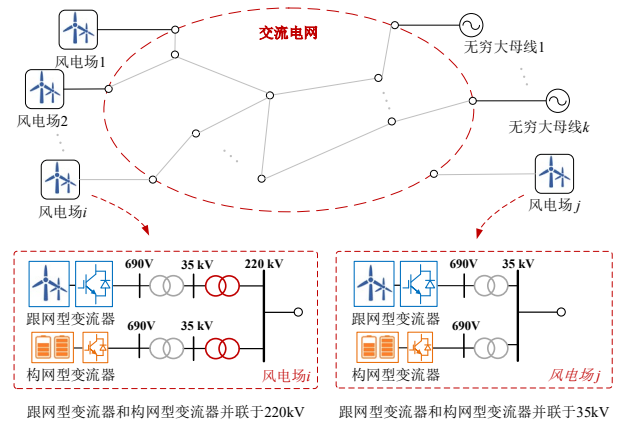 交流电网
风电场1
风电场2
风电场i
无穷大母线1
无穷大母线k
风电场j
690V
35 kV
220 kV
跟网型变流器
690V
35 kV
构网型变流器
风电场i
690V
35 kV
跟网型变流器
690V
构网型变流器
风电场j
跟网型变流器和构网型变流器并联于220kV
跟网型变流器和构网型变流器并联于35kV